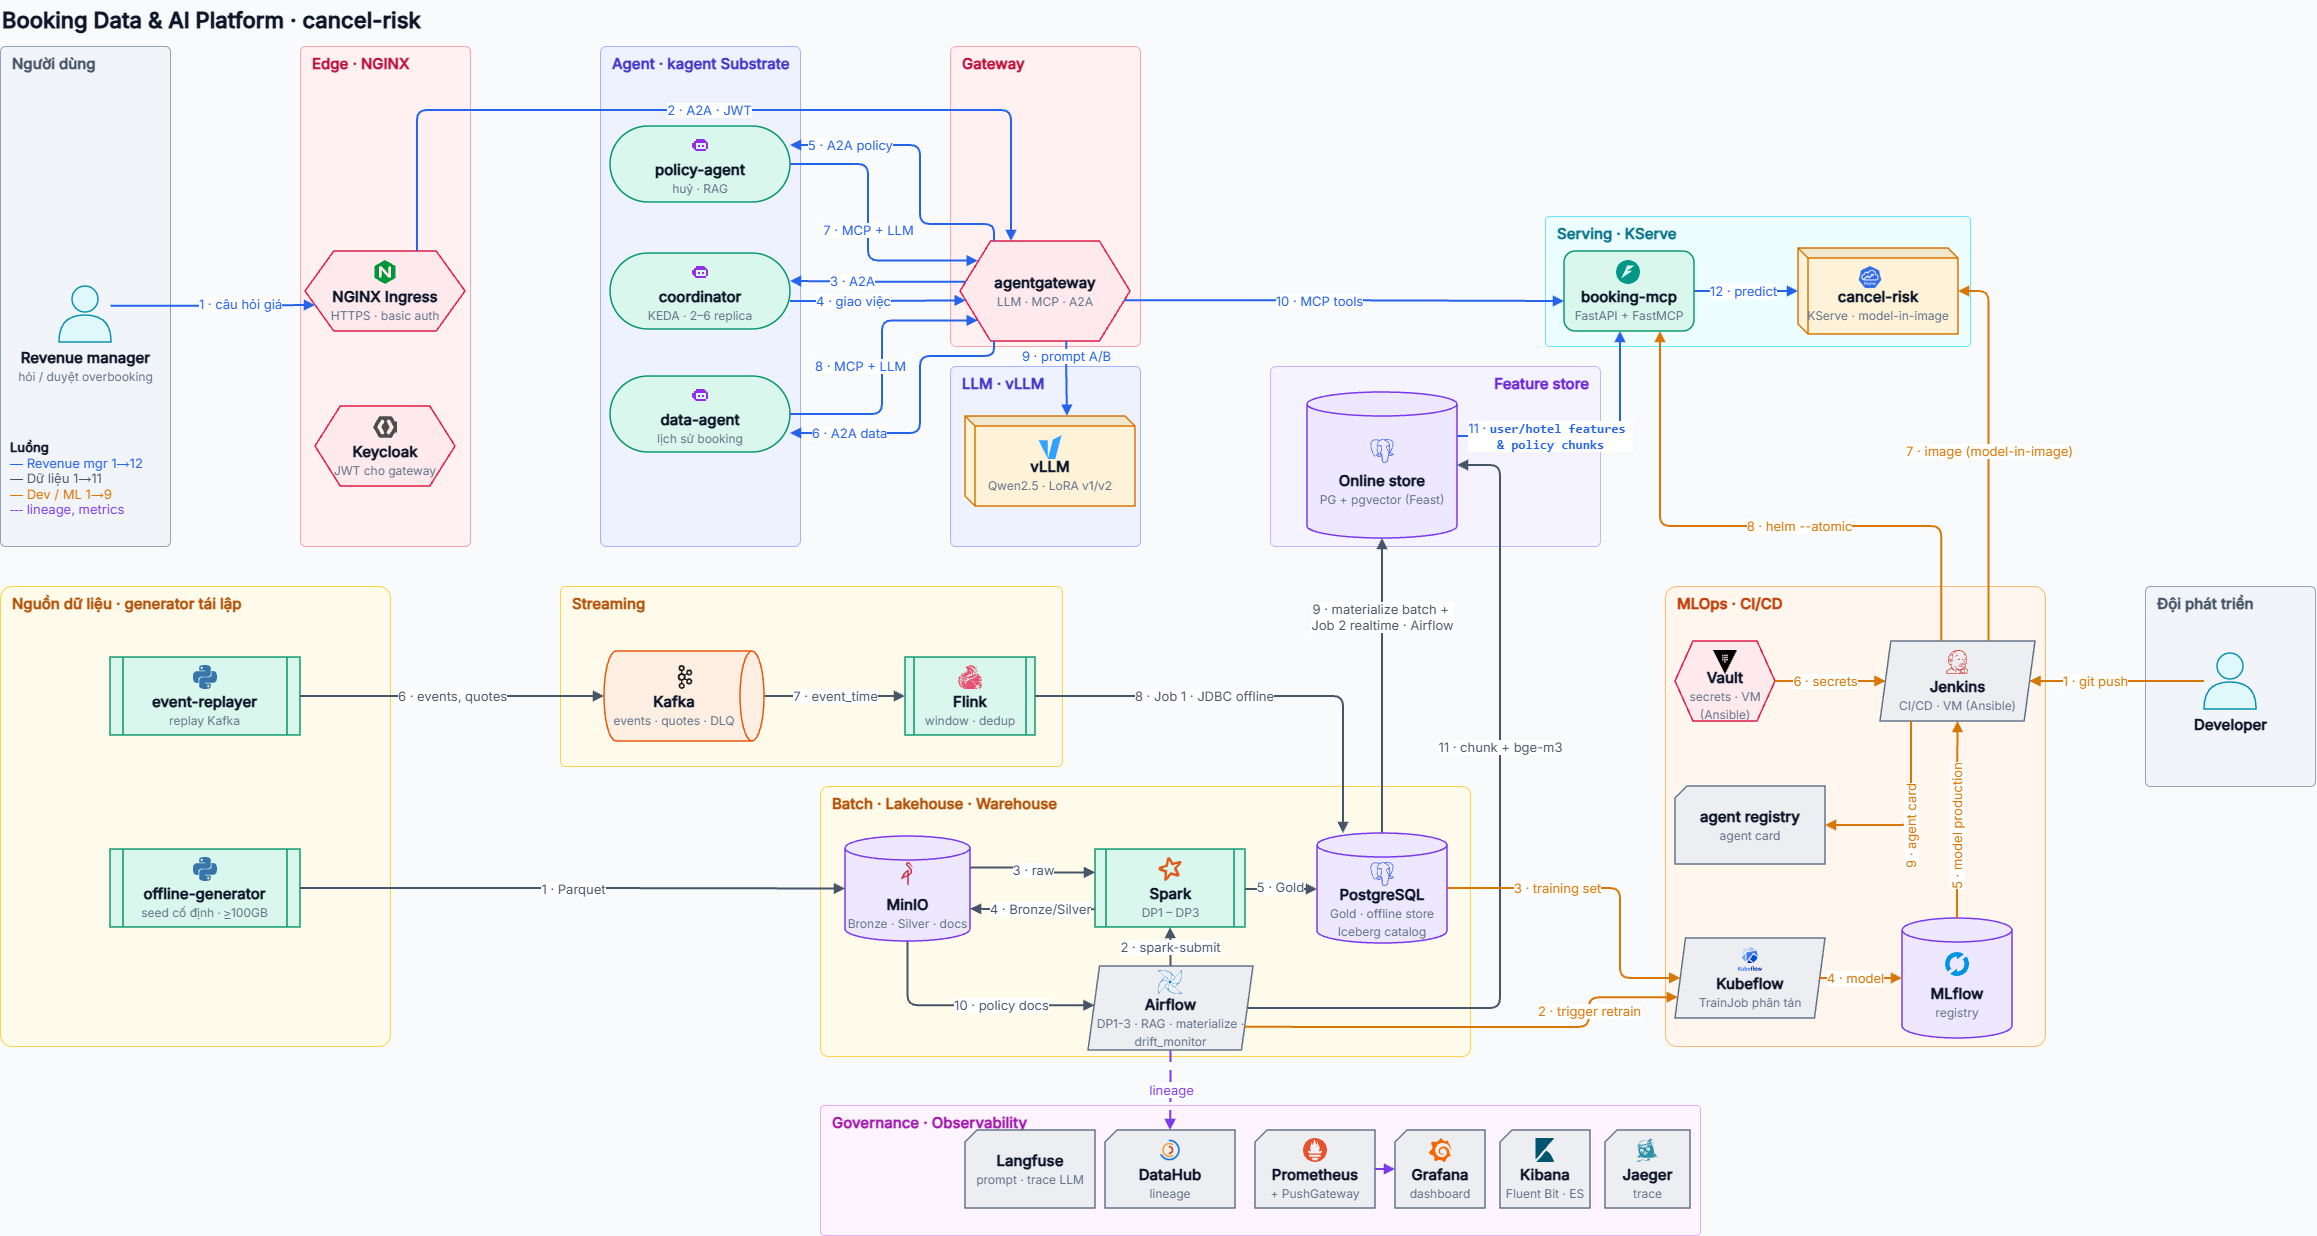 Booking Data & AI Platform · cancel-risk
Người dùng
Revenue manager
hỏi / duyệt overbooking
Luồng
— Revenue mgr 1→12
— Dữ liệu 1→11
— Dev / ML 1→9
--- lineage, metrics
1 · câu hỏi giá
Edge · NGINX
NGINX Ingress
HTTPS · basic auth
Keycloak
JWT cho gateway
2 · A2A · JWT
Agent · kagent Substrate
policy-agent
huỷ · RAG
coordinator
KEDA · 2–6 replica
data-agent
lịch sử booking
5 · A2A policy
7 · MCP + LLM
3 · A2A
4 · giao việc
8 · MCP + LLM
6 · A2A data
Gateway
agentgateway
LLM · MCP · A2A
9 · prompt A/B
LLM · vLLM
vLLM
Qwen2.5 · LoRA v1/v2
10 · MCP tools
Serving · KServe
booking-mcp
FastAPI + FastMCP
12 · predict
cancel-risk
KServe · model-in-image
Feature store
Online store
PG + pgvector (Feast)
11 · user/hotel features
& policy chunks
7 · image (model-in-image)
8 · helm --atomic
Nguồn dữ liệu · generator tái lập
event-replayer
replay Kafka
offline-generator
seed cố định · ≥100GB
6 · events, quotes
1 · Parquet
Streaming
Kafka
events · quotes · DLQ
7 · event_time
Flink
window · dedup
8 · Job 1 · JDBC offline
9 · materialize batch +
Job 2 realtime · Airflow
11 · chunk + bge-m3
Batch · Lakehouse · Warehouse
MinIO
Bronze · Silver · docs
3 · raw
4 · Bronze/Silver
Spark
DP1 – DP3
5 · Gold
PostgreSQL
Gold · offline store
Iceberg catalog
2 · spark-submit
10 · policy docs
Airflow
DP1-3 · RAG · materialize ·
drift_monitor
3 · training set
2 · trigger retrain
MLOps · CI/CD
Vault
secrets · VM
(Ansible)
6 · secrets
Jenkins
CI/CD · VM (Ansible)
1 · git push
agent registry
agent card
9 · agent card
5 · model production
Kubeflow
Kubeflow
TrainJob phân tán
4 · model
MLflow
registry
Đội phát triển
Developer
lineage
Governance · Observability
Langfuse
prompt · trace LLM
DataHub
lineage
Prometheus
+ PushGateway
Grafana
dashboard
Kibana
Fluent Bit · ES
Jaeger
trace